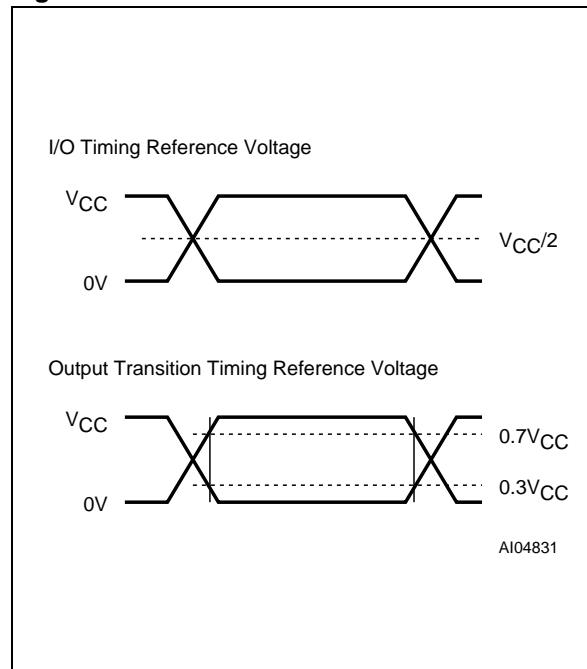 I/O Timing Reference Voltage
VCC
VCC/2
0V
Output Transition Timing Reference Voltage
VCC
0.7VCC
0.3VCC
0V
AI04831